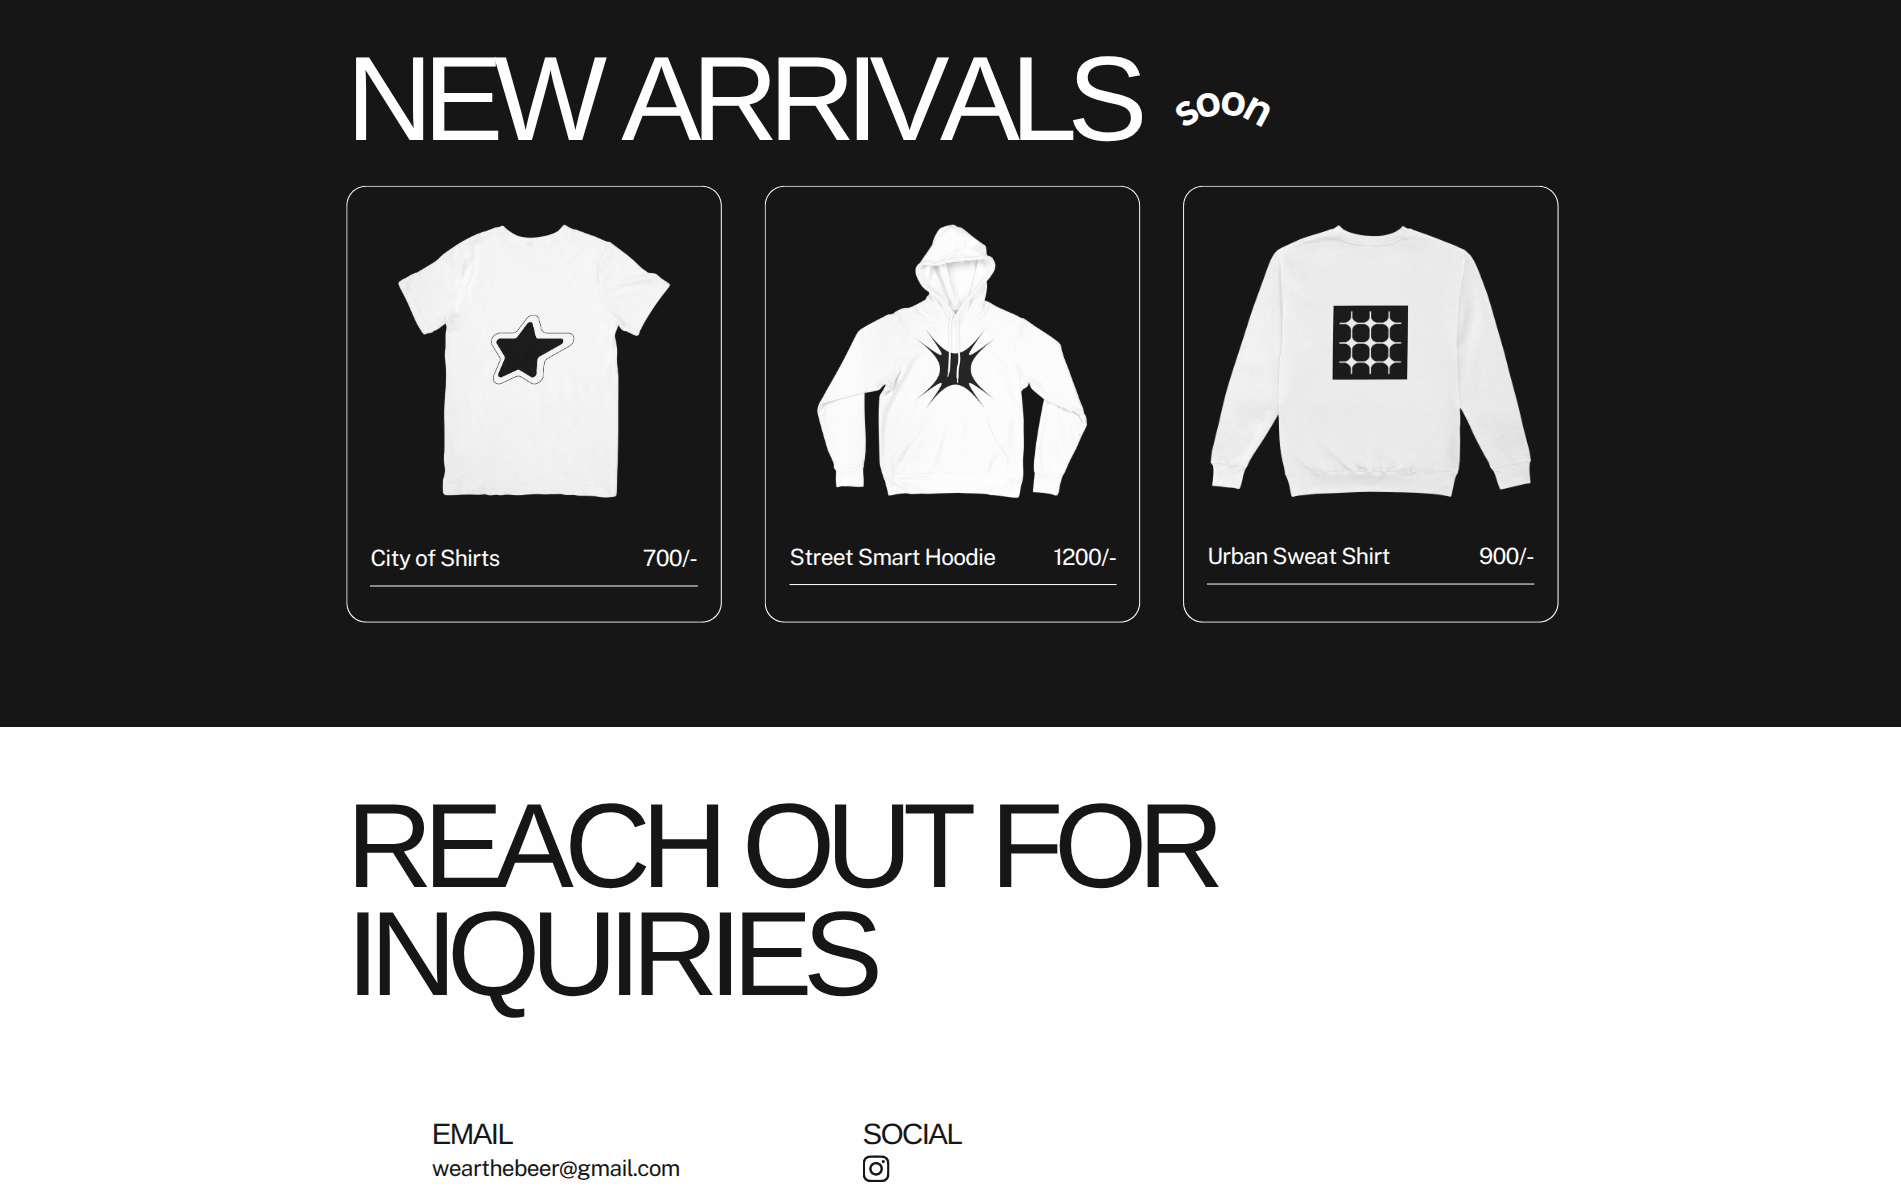 NEW ARRIVALS soon
City of Shirts 700/-
Street Smart Hoodie 1200/-
Urban Sweat Shirt 900/-
REACH OUT FOR
INQUIRIES
EMAIL
wearthebeer@gmail.com
SOCIAL